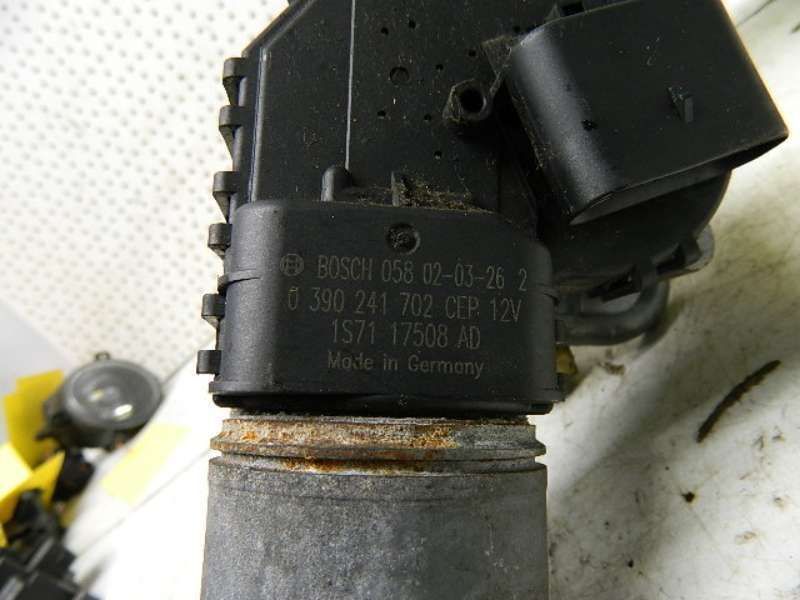 BOSCH 058 02-03-26 2
0 390 241 702 CEP 12V
1S71 17508 AD
Made in Germany